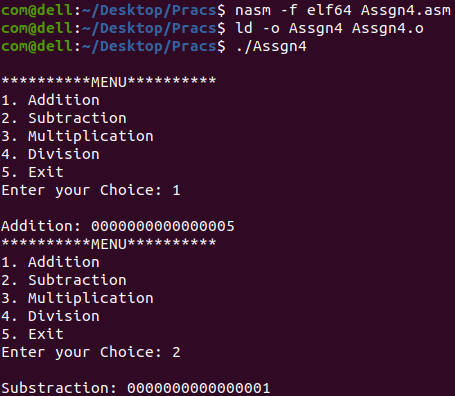 com@dell:~/Desktop/Pracs$ nasm -f elf64 Assgn4.asm
com@dell:~/Desktop/Pracs$ ld -o Assgn4 Assgn4.o
com@dell:~/Desktop/Pracs$ ./Assgn4
**********MENU**********
1. Addition
2. Subtraction
3. Multiplication
4. Division
5. Exit
Enter your Choice: 1
Addition: 0000000000000005
**********MENU**********
1. Addition
2. Subtraction
3. Multiplication
4. Division
5. Exit
Enter your Choice: 2
Substraction: 0000000000000001